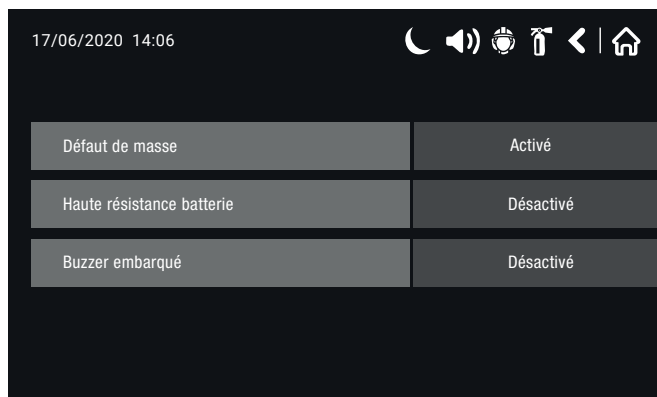 17/06/2020 14:06
Défaut de masse Activé
Haute résistance batterie Désactivé
Buzzer embarqué Désactivé